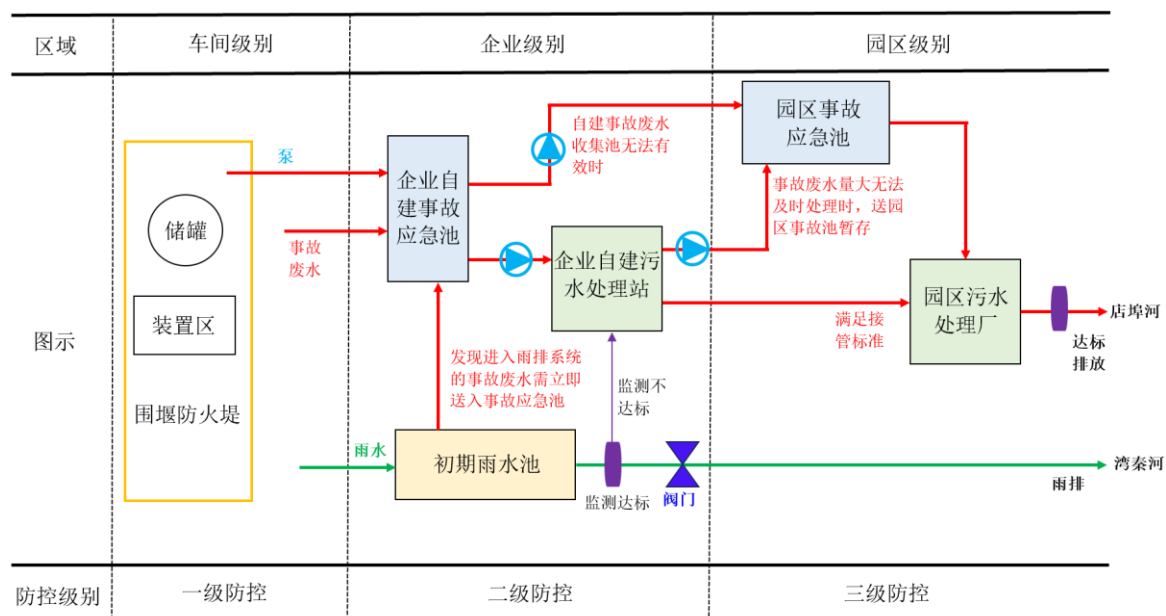 区域
车间级别
企业级别
园区级别
图示
泵
储罐
事故
废水
装置区
围堰防火堤
雨水
企业自
建事故
应急池
自建事故废水
收集池无法有
效时
企业自建污
水处理站
发现进入雨排系统
的事故废水需立即
送入事故应急池
初期雨水池
监测不
达标
监测达标
阀门
园区事故
应急池
事故废水量大无法
及时处理时，送园
区事故池暂存
满足接
管标准
园区污水
处理厂
店埠河
达标
排放
湾秦河
雨排
防控级别
一级防控
二级防控
三级防控